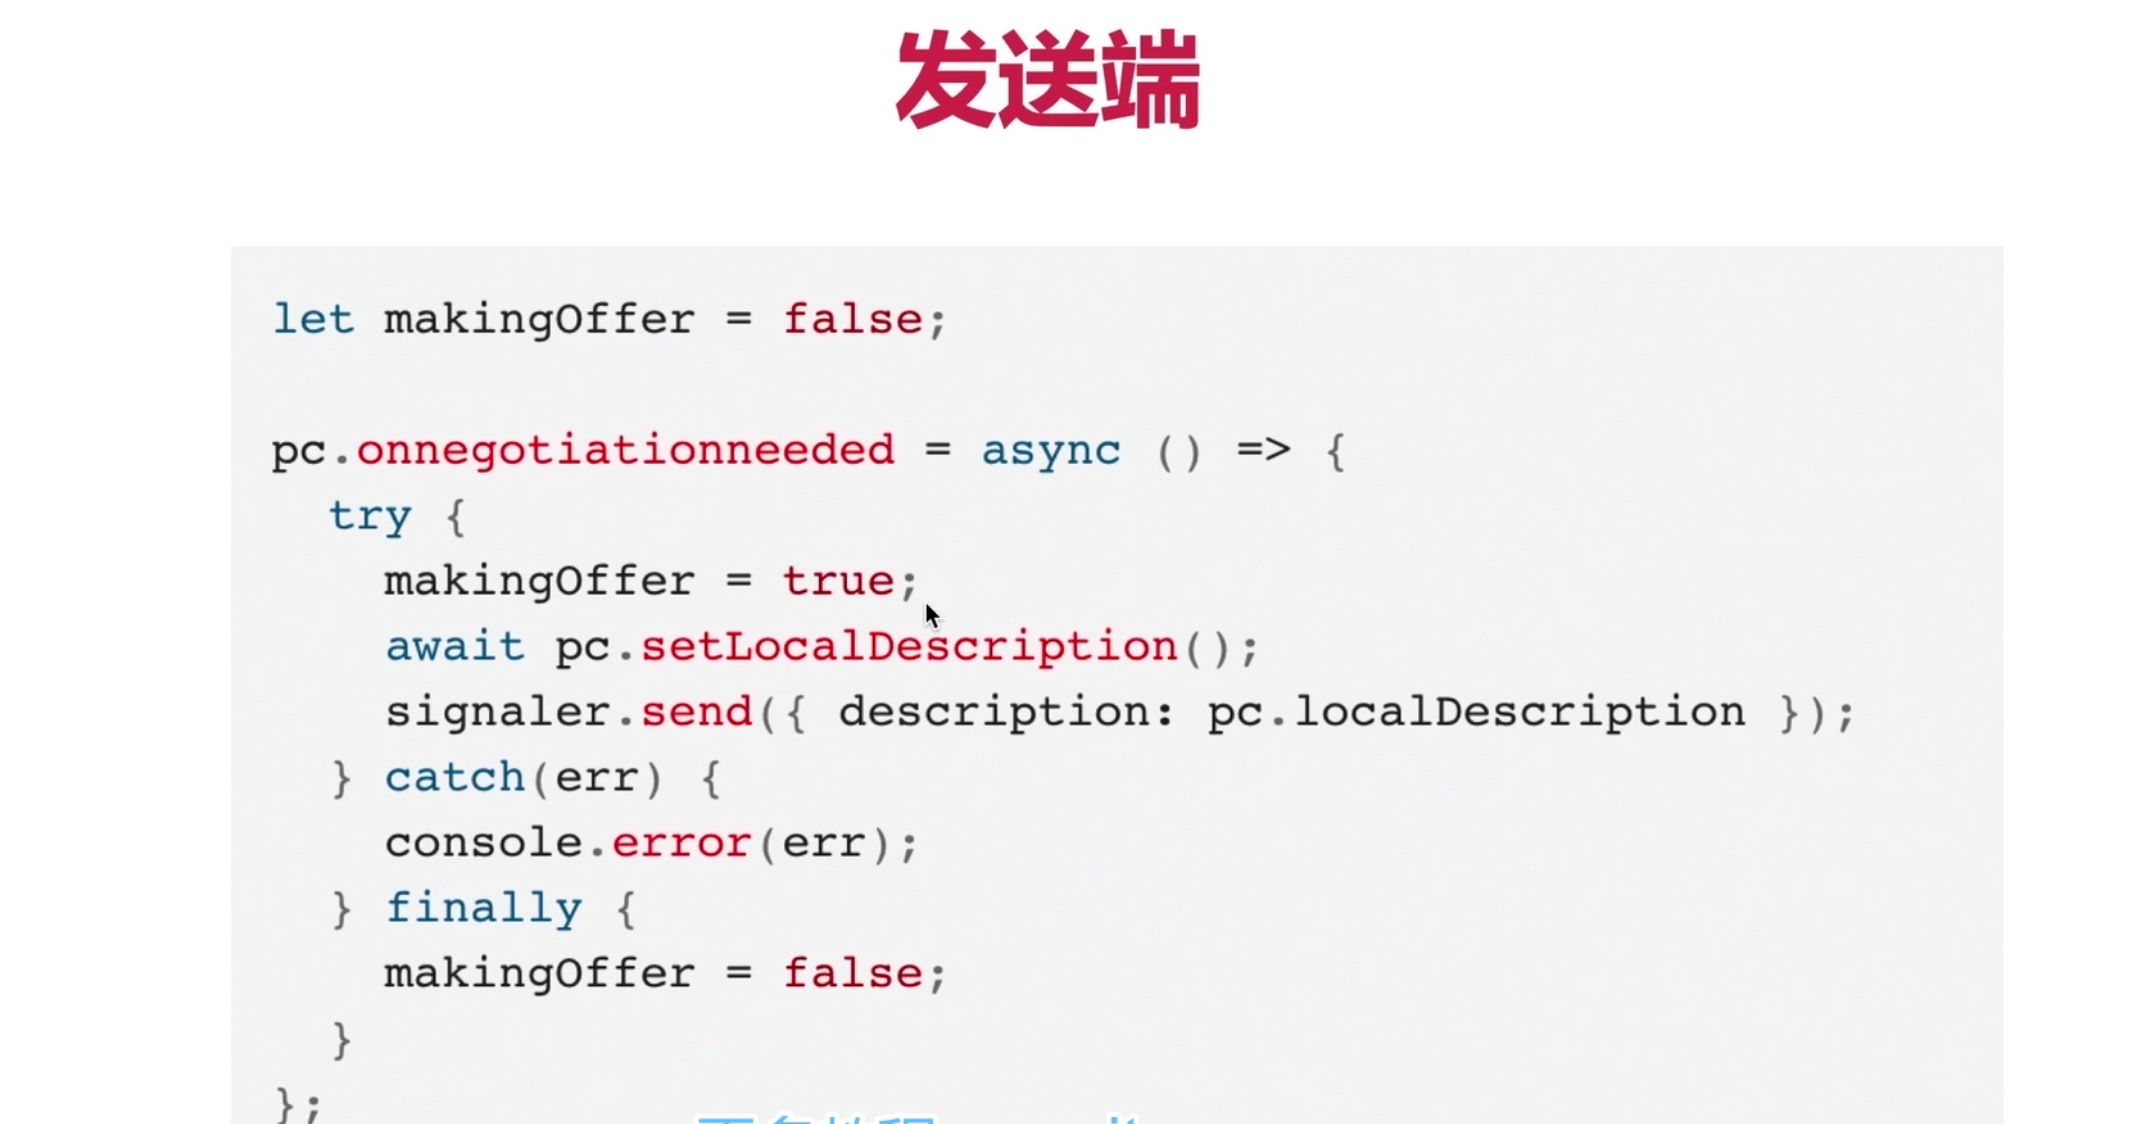 发送端
let makingOffer = false;
pc.onnegotiationneeded = async () => {
try {
makingOffer = true;
await pc.setLocalDescription();
signaler.send({ description: pc.localDescription });
} catch(err) {
console.error(err);
} finally {
makingOffer = false;
}
};